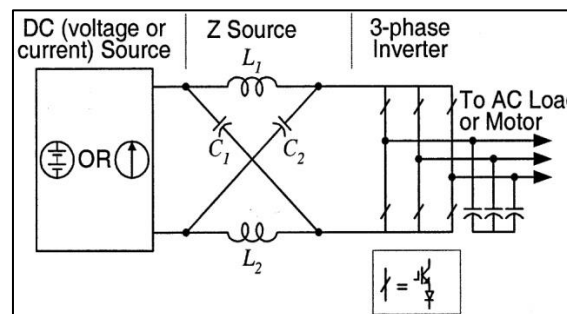 DC (voltage or
current) Source
Z Source
3-phase
Inverter
L1
To AC Load
or Motor
OR
C1
C2
L2
=